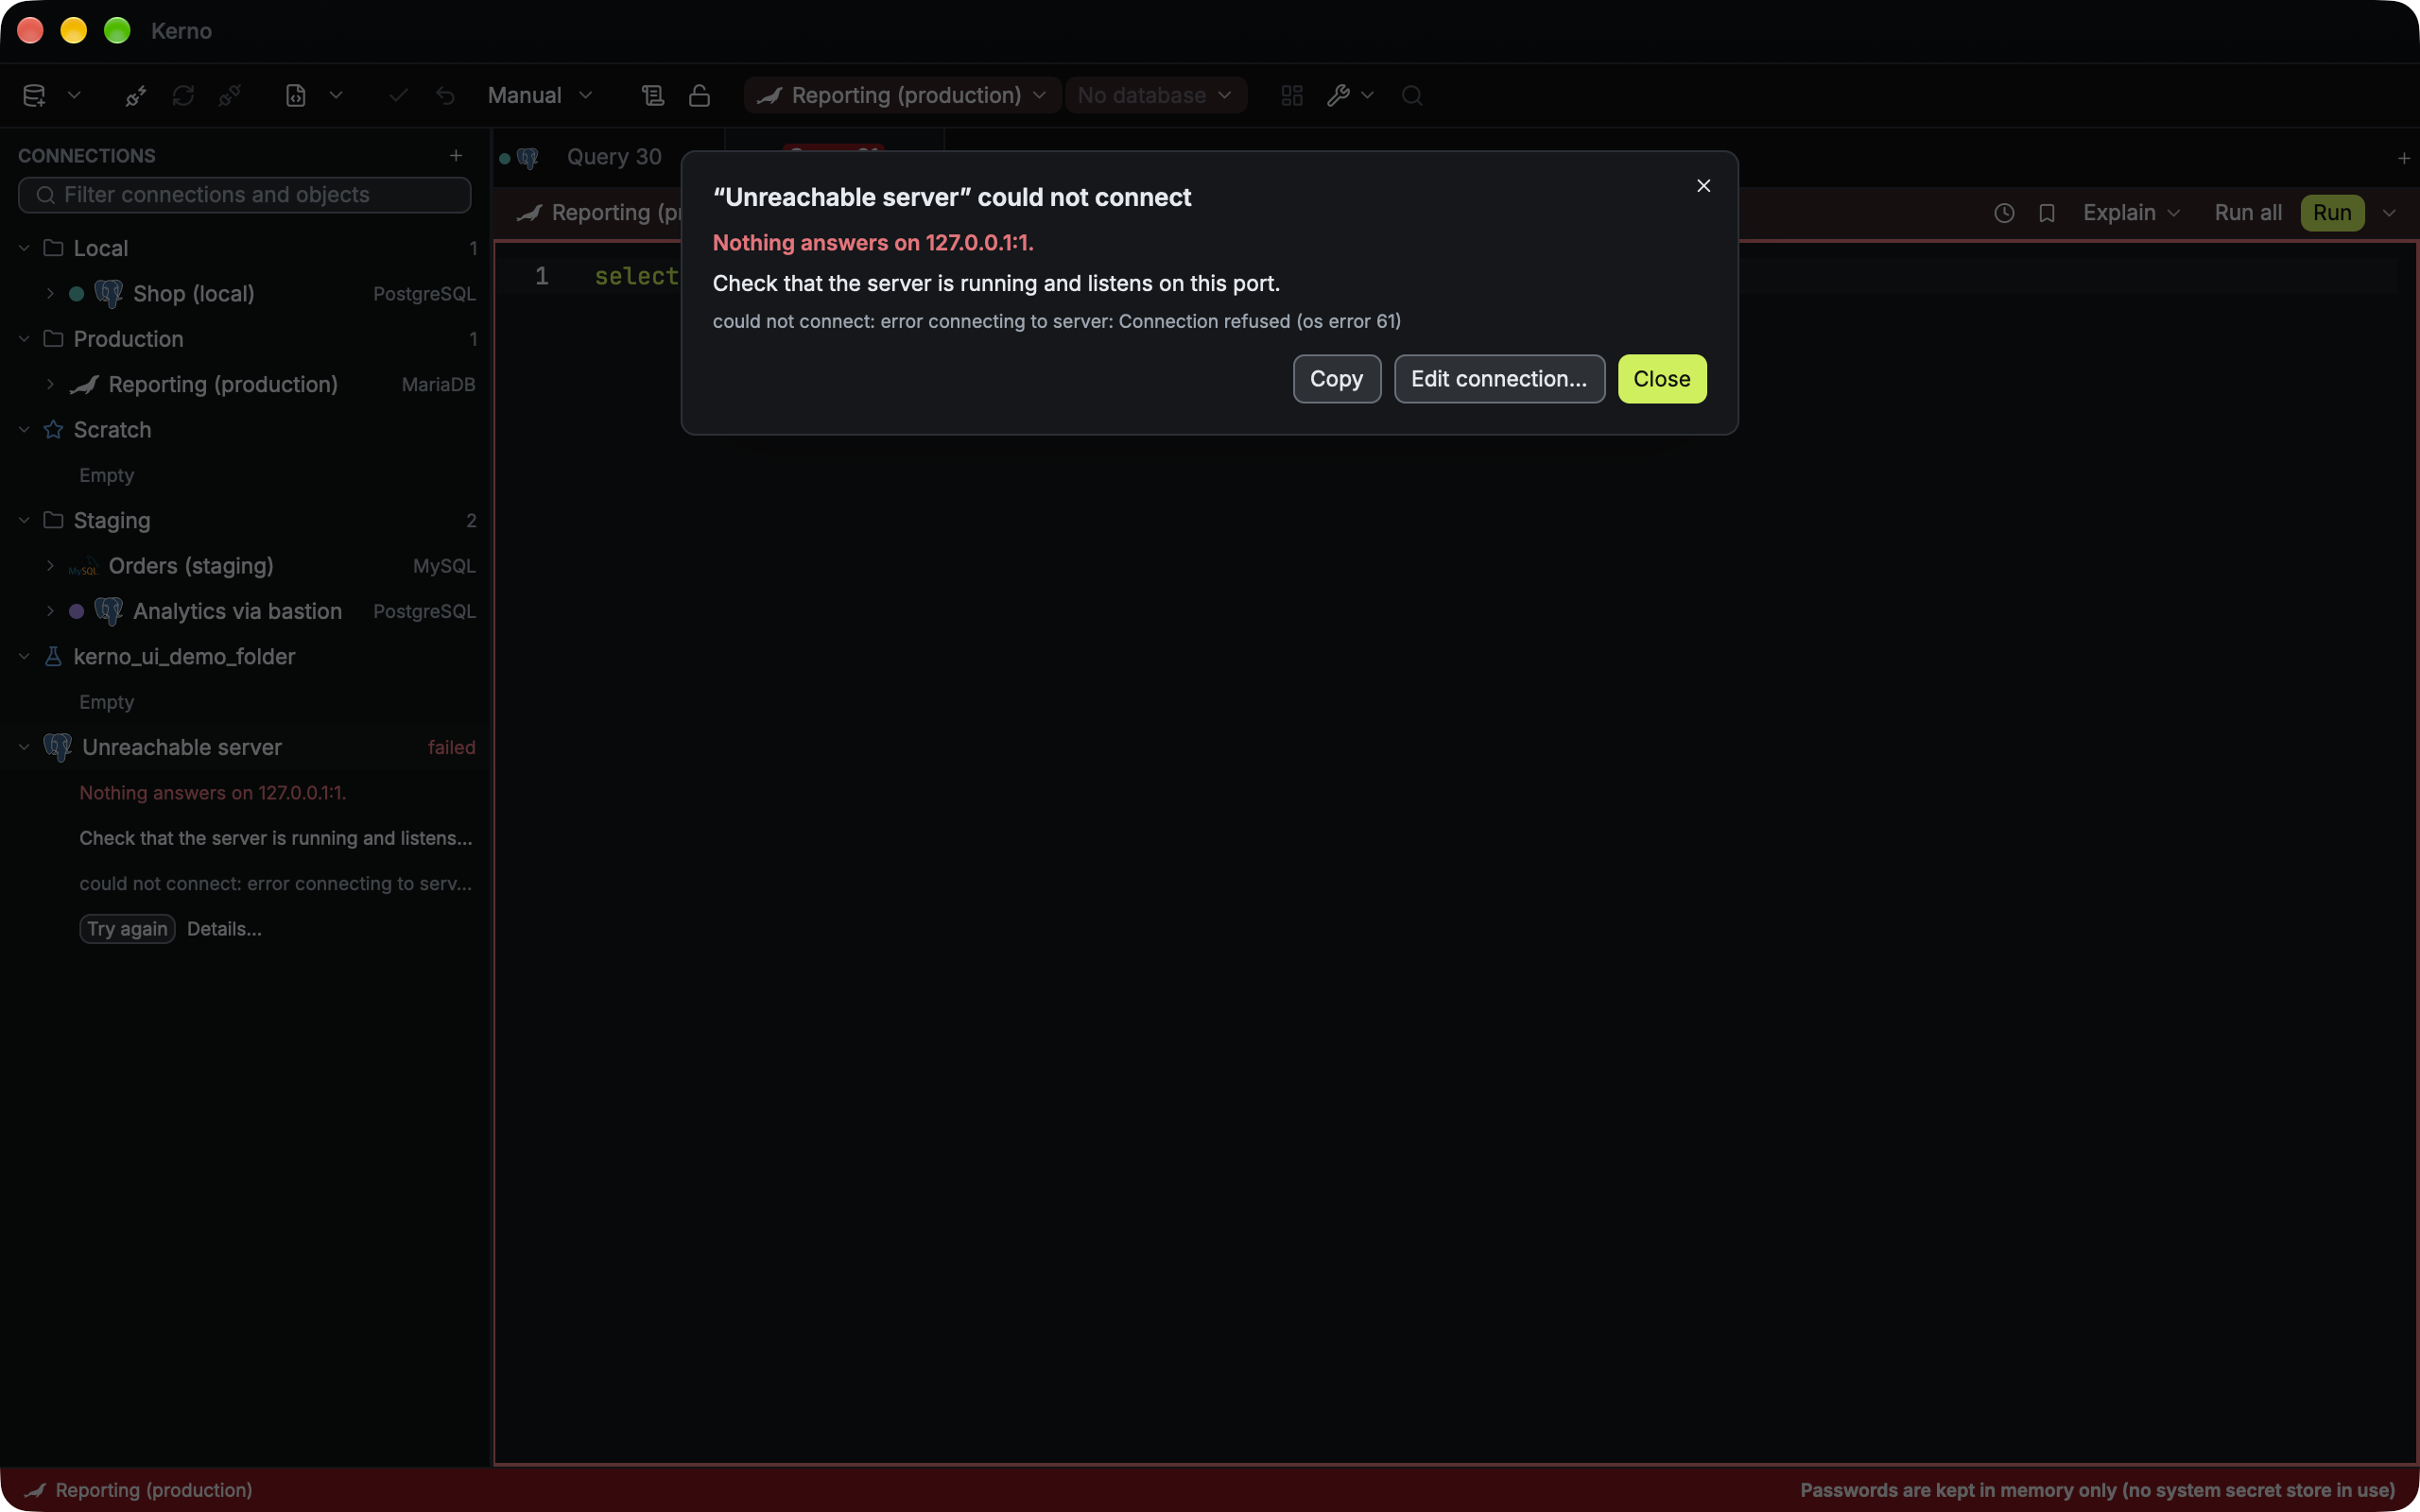 Kerno
Manual
Reporting (production)
No database
CONNECTIONS
Filter connections and objects
Local 1
Shop (local) PostgreSQL
Production 1
Reporting (production) MariaDB
Scratch
Empty
Staging 2
MySQL Orders (staging) MySQL
Analytics via bastion PostgreSQL
kerno_ui_demo_folder
Empty
Unreachable server failed
Nothing answers on 127.0.0.1:1.
Check that the server is running and listens...
could not connect: error connecting to serv...
Try again Details...
Query 30
Reporting (pr
Explain Run all Run
1 select
“Unreachable server” could not connect
Nothing answers on 127.0.0.1:1.
Check that the server is running and listens on this port.
could not connect: error connecting to server: Connection refused (os error 61)
Copy Edit connection... Close
Reporting (production)
Passwords are kept in memory only (no system secret store in use)